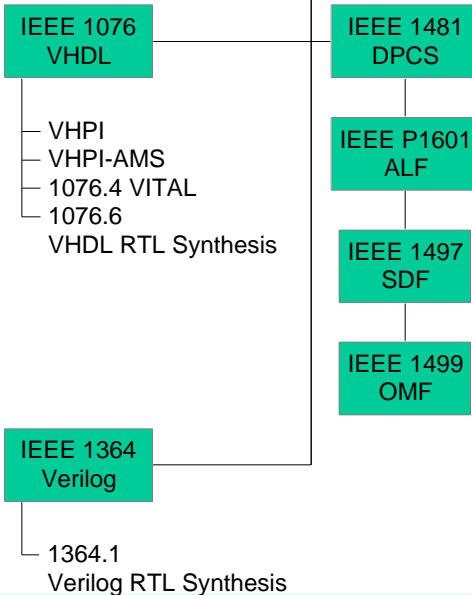 IEEE 1076
VHDL
VHPI
VHPI-AMS
1076.4 VITAL
1076.6
VHDL RTL Synthesis
IEEE 1481
DPCS
IEEE P1601
ALF
IEEE 1497
SDF
IEEE 1499
OMF
IEEE 1364
Verilog
1364.1
Verilog RTL Synthesis